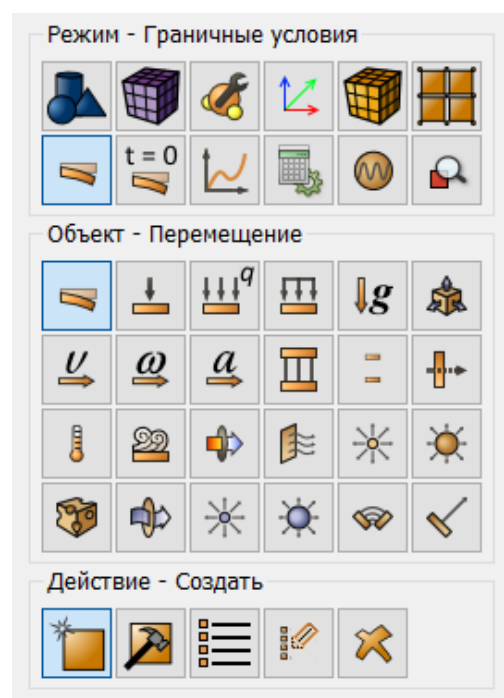 Режим - Граничные условия
t = 0
Объект - Перемещение
q
g
υ ω a
Действие - Создать